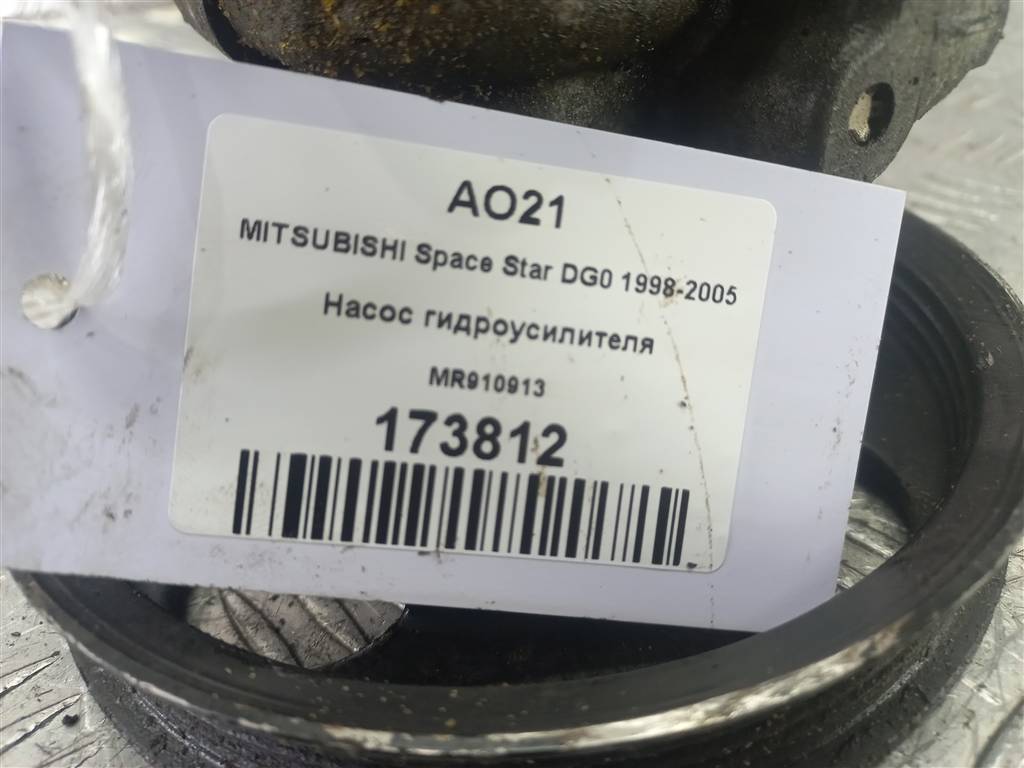 AO21
MITSUBISHI Space Star DG0 1998-2005
Насос гидроусилителя
MR910913
173812